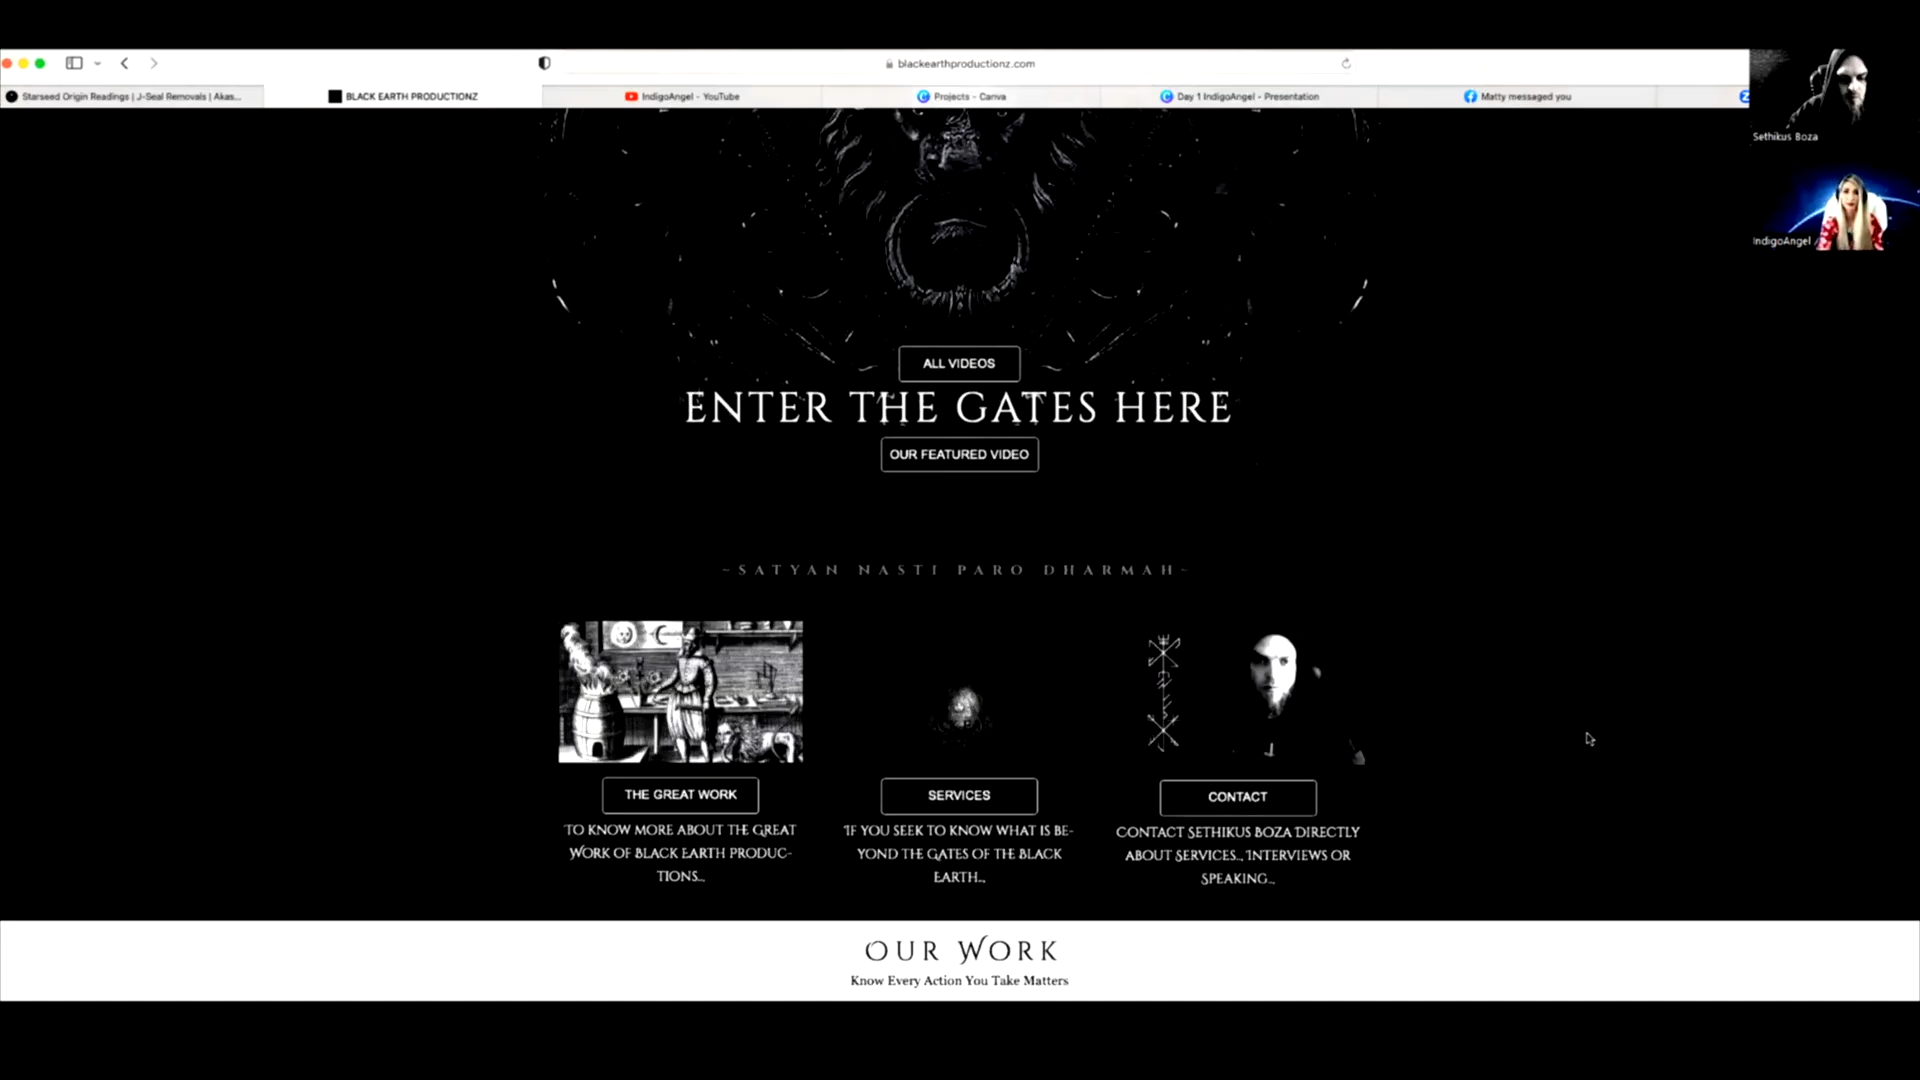 blackearthproductionz.com
Starseed Origin Readings | J-Seal Removals | Akas...
BLACK EARTH PRODUCTIONZ
IndigoAngel - YouTube
Projects - Canva
Day 1 IndigoAngel - Presentation
Matty messaged you
Sethikus Boza
IndigoAngel
ALL VIDEOS
ENTER THE GATES HERE
OUR FEATURED VIDEO
~SATYAN NASTI PARO DHARMAH~
THE GREAT WORK
TO KNOW MORE ABOUT THE GREAT
WORK OF BLACK EARTH PRODUC-
TIONS...
SERVICES
IF YOU SEEK TO KNOW WHAT IS BE-
YOND THE GATES OF THE BLACK
EARTH...
CONTACT
CONTACT SETHIKUS BOZA DIRECTLY
ABOUT SERVICES... INTERVIEWS OR
SPEAKING...
OUR WORK
Know Every Action You Take Matters